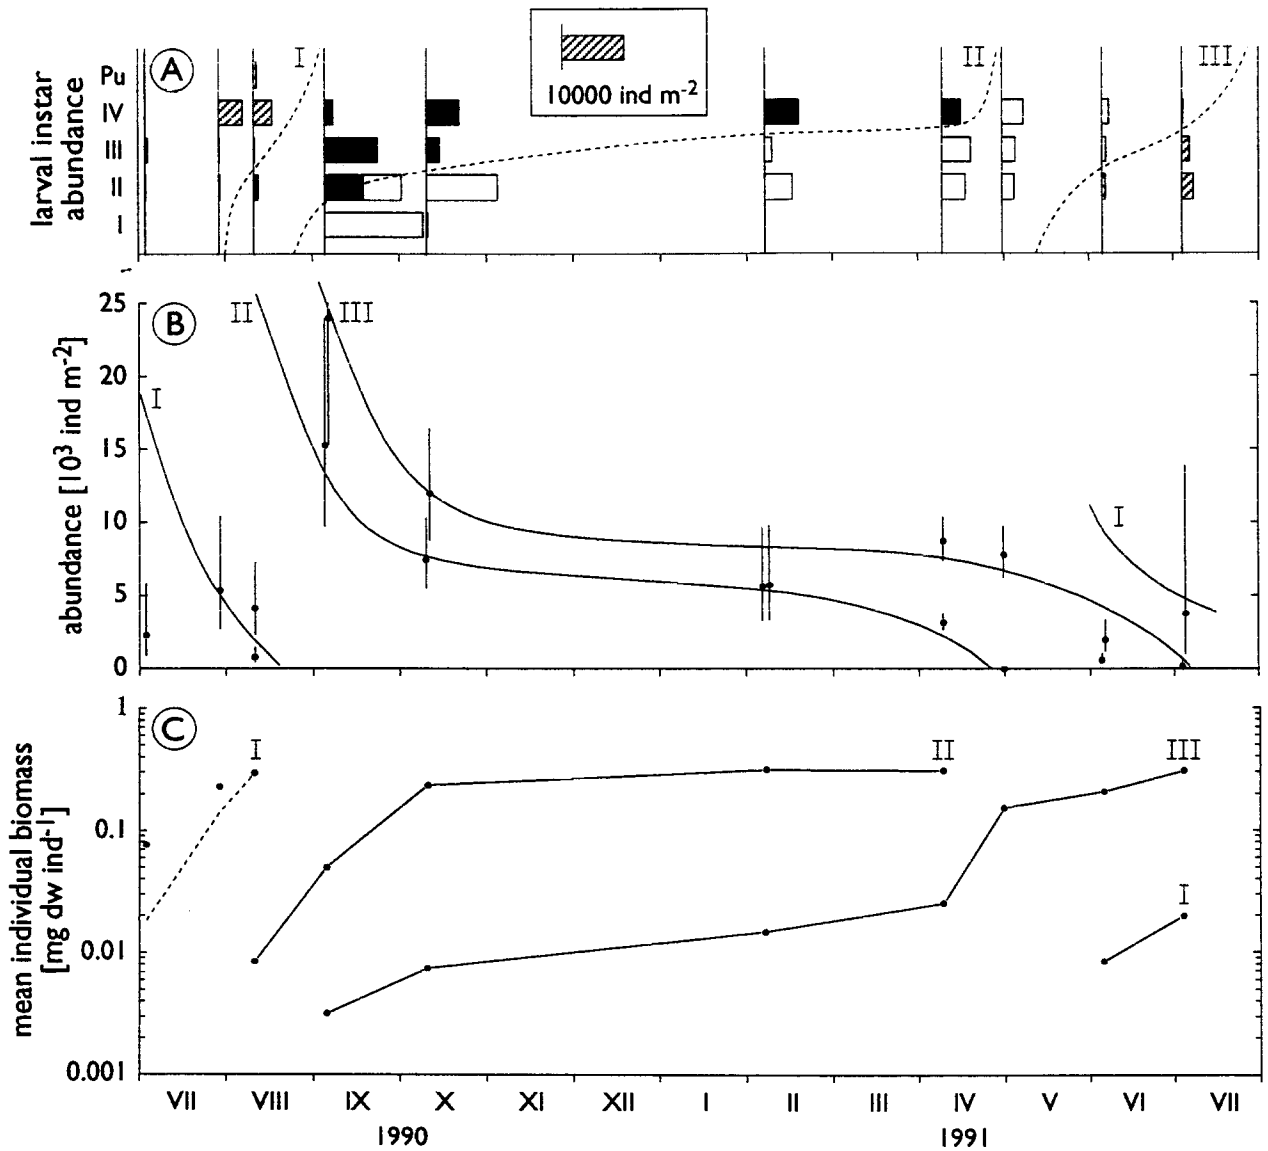 10000 ind m-2
A
I
II
III
larval instar
abundance
Pu
IV
III
II
I
B
I
II
III
I
abundance [10³ ind m-2]
25
20
15
10
5
0
C
I
II
III
I
mean individual biomass
[mg dw ind-1]
1
0.1
0.01
0.001
VII VIII IX X XI XII I II III IV V VI VII
1990 1991